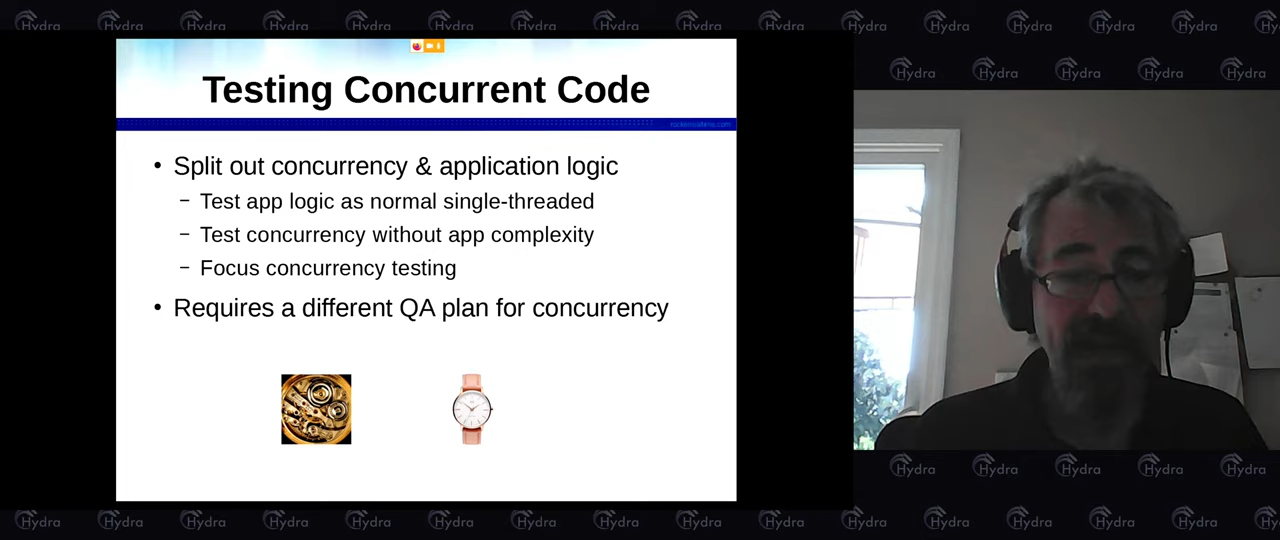 Testing Concurrent Code
• Split out concurrency & application logic
– Test app logic as normal single-threaded
– Test concurrency without app complexity
– Focus concurrency testing
• Requires a different QA plan for concurrency
Hydra